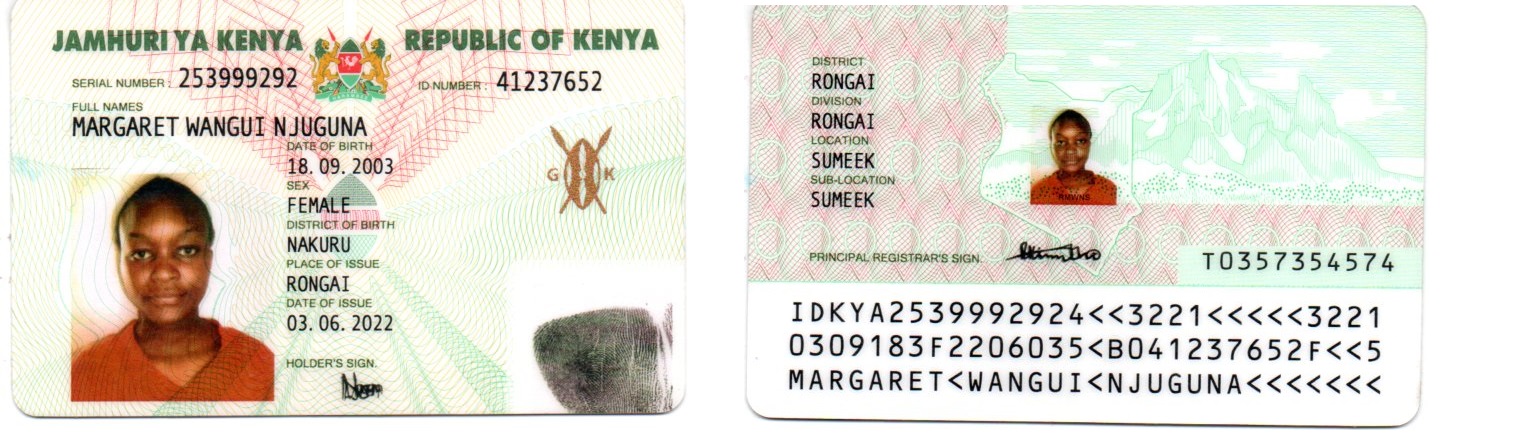 JAMHURI YA KENYA REPUBLIC OF KENYA
SERIAL NUMBER: 253999292 ID NUMBER: 41237652
FULL NAMES
MARGARET WANGUI NJUGUNA
DATE OF BIRTH
18.09.2003
SEX
FEMALE
DISTRICT OF BIRTH
NAKURU
PLACE OF ISSUE
RONGAI
DATE OF ISSUE
03.06.2022
HOLDER'S SIGN.
G K
DISTRICT
RONGAI
DIVISION
RONGAI
LOCATION
SUMEEK
SUB-LOCATION
SUMEEK
PRINCIPAL REGISTRAR'S SIGN.
T0357354574
IDKYA2539992924<<3221<<<<<3221
0309183F2206035<B041237652F<<5
MARGARET<WANGUI<NJUGUNA<<<<<<<